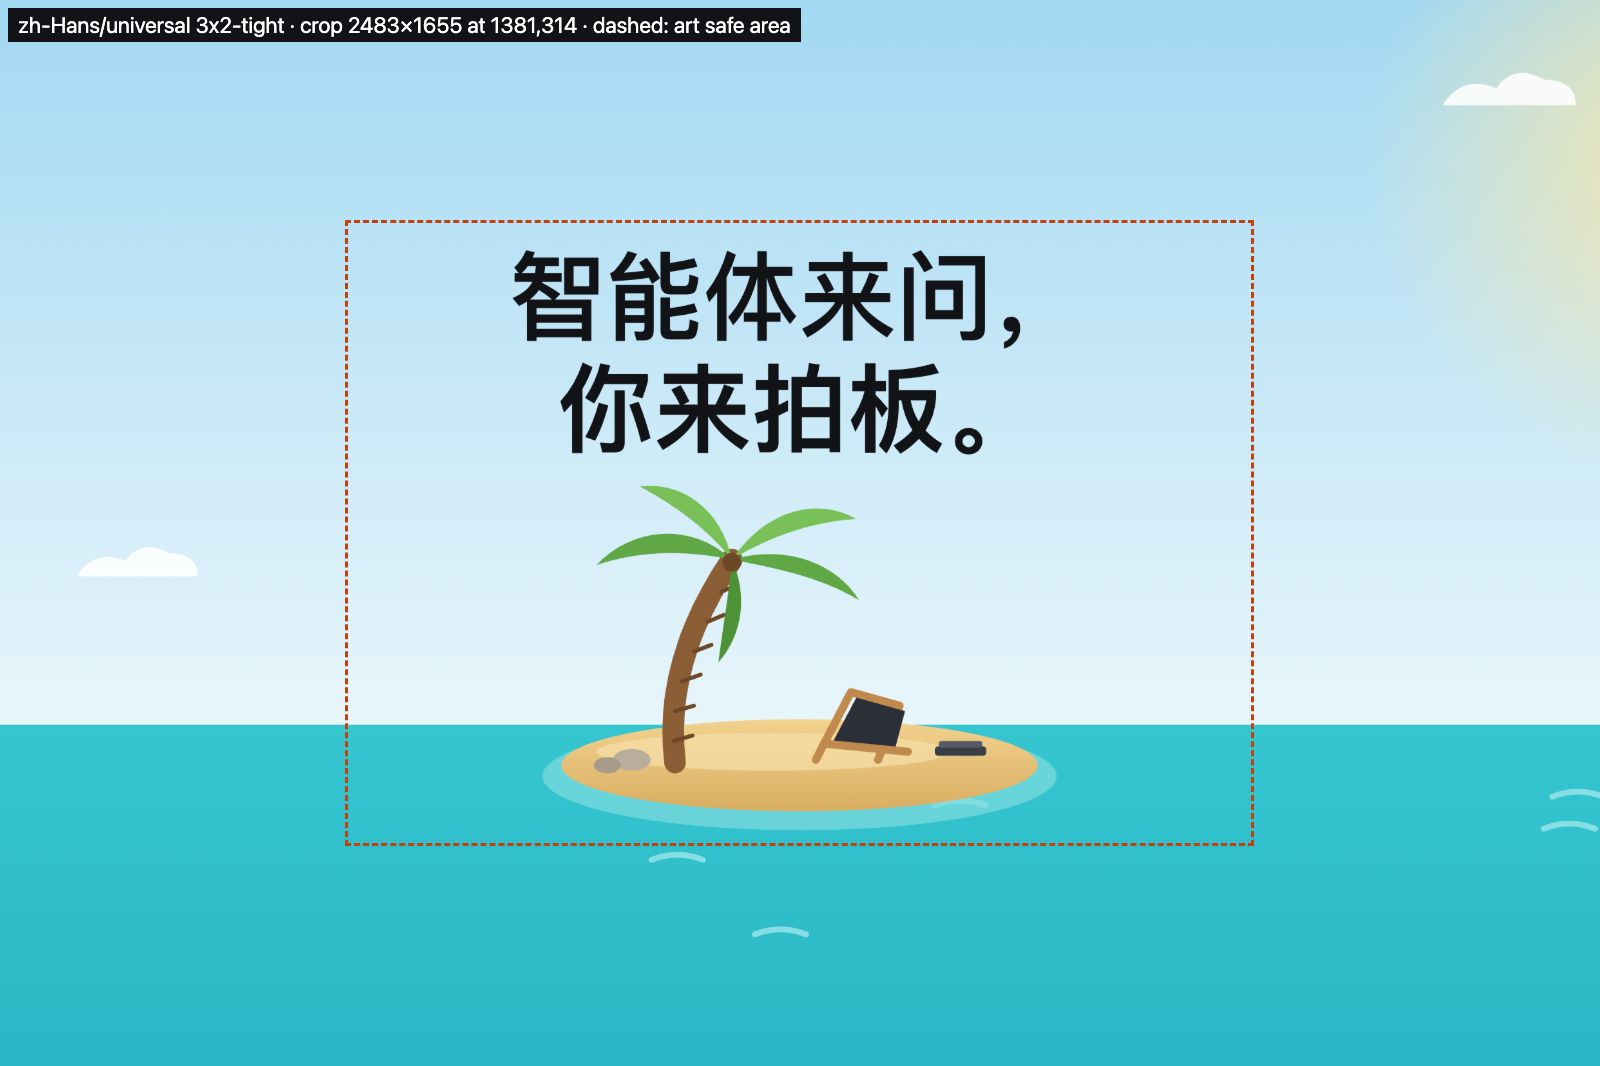 zh-Hans/universal 3x2-tight · crop 2483×1655 at 1381,314 · dashed: art safe area
智能体来问，
你来拍板。